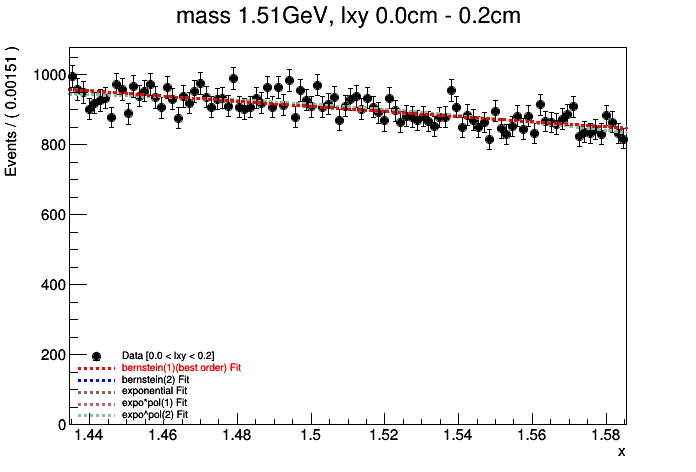 mass 1.51GeV, lxy 0.0cm - 0.2cm
Events / ( 0.00151 )
1000
800
600
400
200
0
Data [0.0 < lxy < 0.2]
bernstein(1)(best order) Fit
bernstein(2) Fit
exponential Fit
expo*pol(1) Fit
expo*pol(2) Fit
1.44 1.46 1.48 1.5 1.52 1.54 1.56 1.58
x